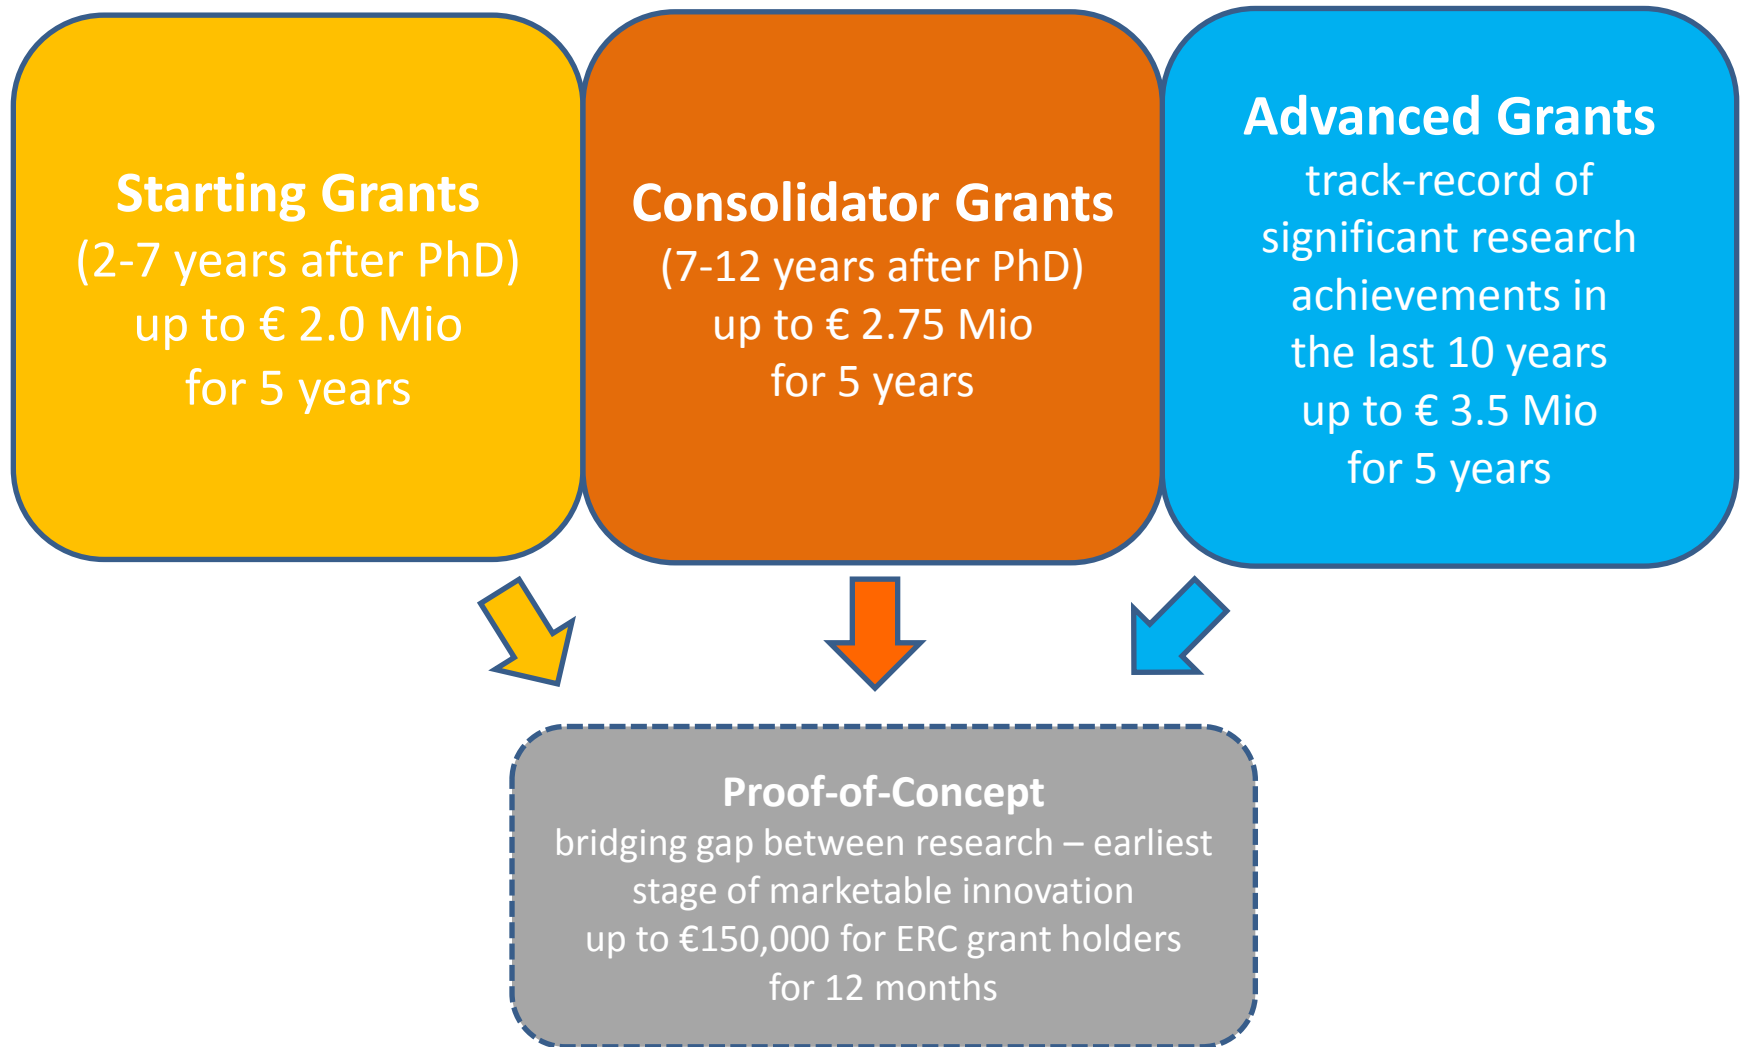 Starting Grants
(2-7 years after PhD)
up to € 2.0 Mio
for 5 years
Consolidator Grants
(7-12 years after PhD)
up to € 2.75 Mio
for 5 years
Advanced Grants
track-record of
significant research
achievements in
the last 10 years
up to € 3.5 Mio
for 5 years
Proof-of-Concept
bridging gap between research – earliest
stage of marketable innovation
up to €150,000 for ERC grant holders
for 12 months